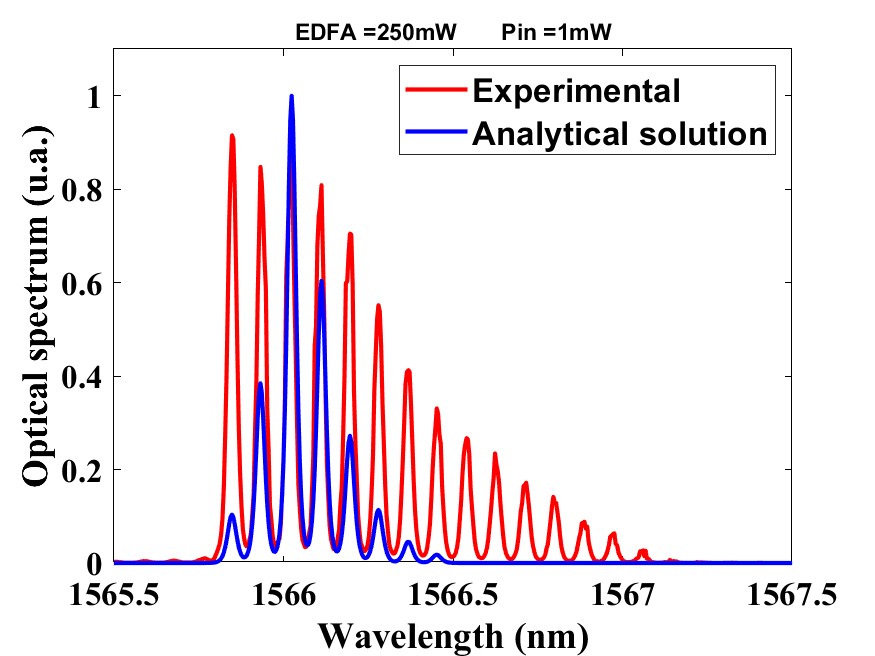 EDFA =250mW Pin =1mW
Experimental
Analytical solution
Optical spectrum (u.a.)
1
0.8
0.6
0.4
0.2
0
1565.5 1566 1566.5 1567 1567.5
Wavelength (nm)